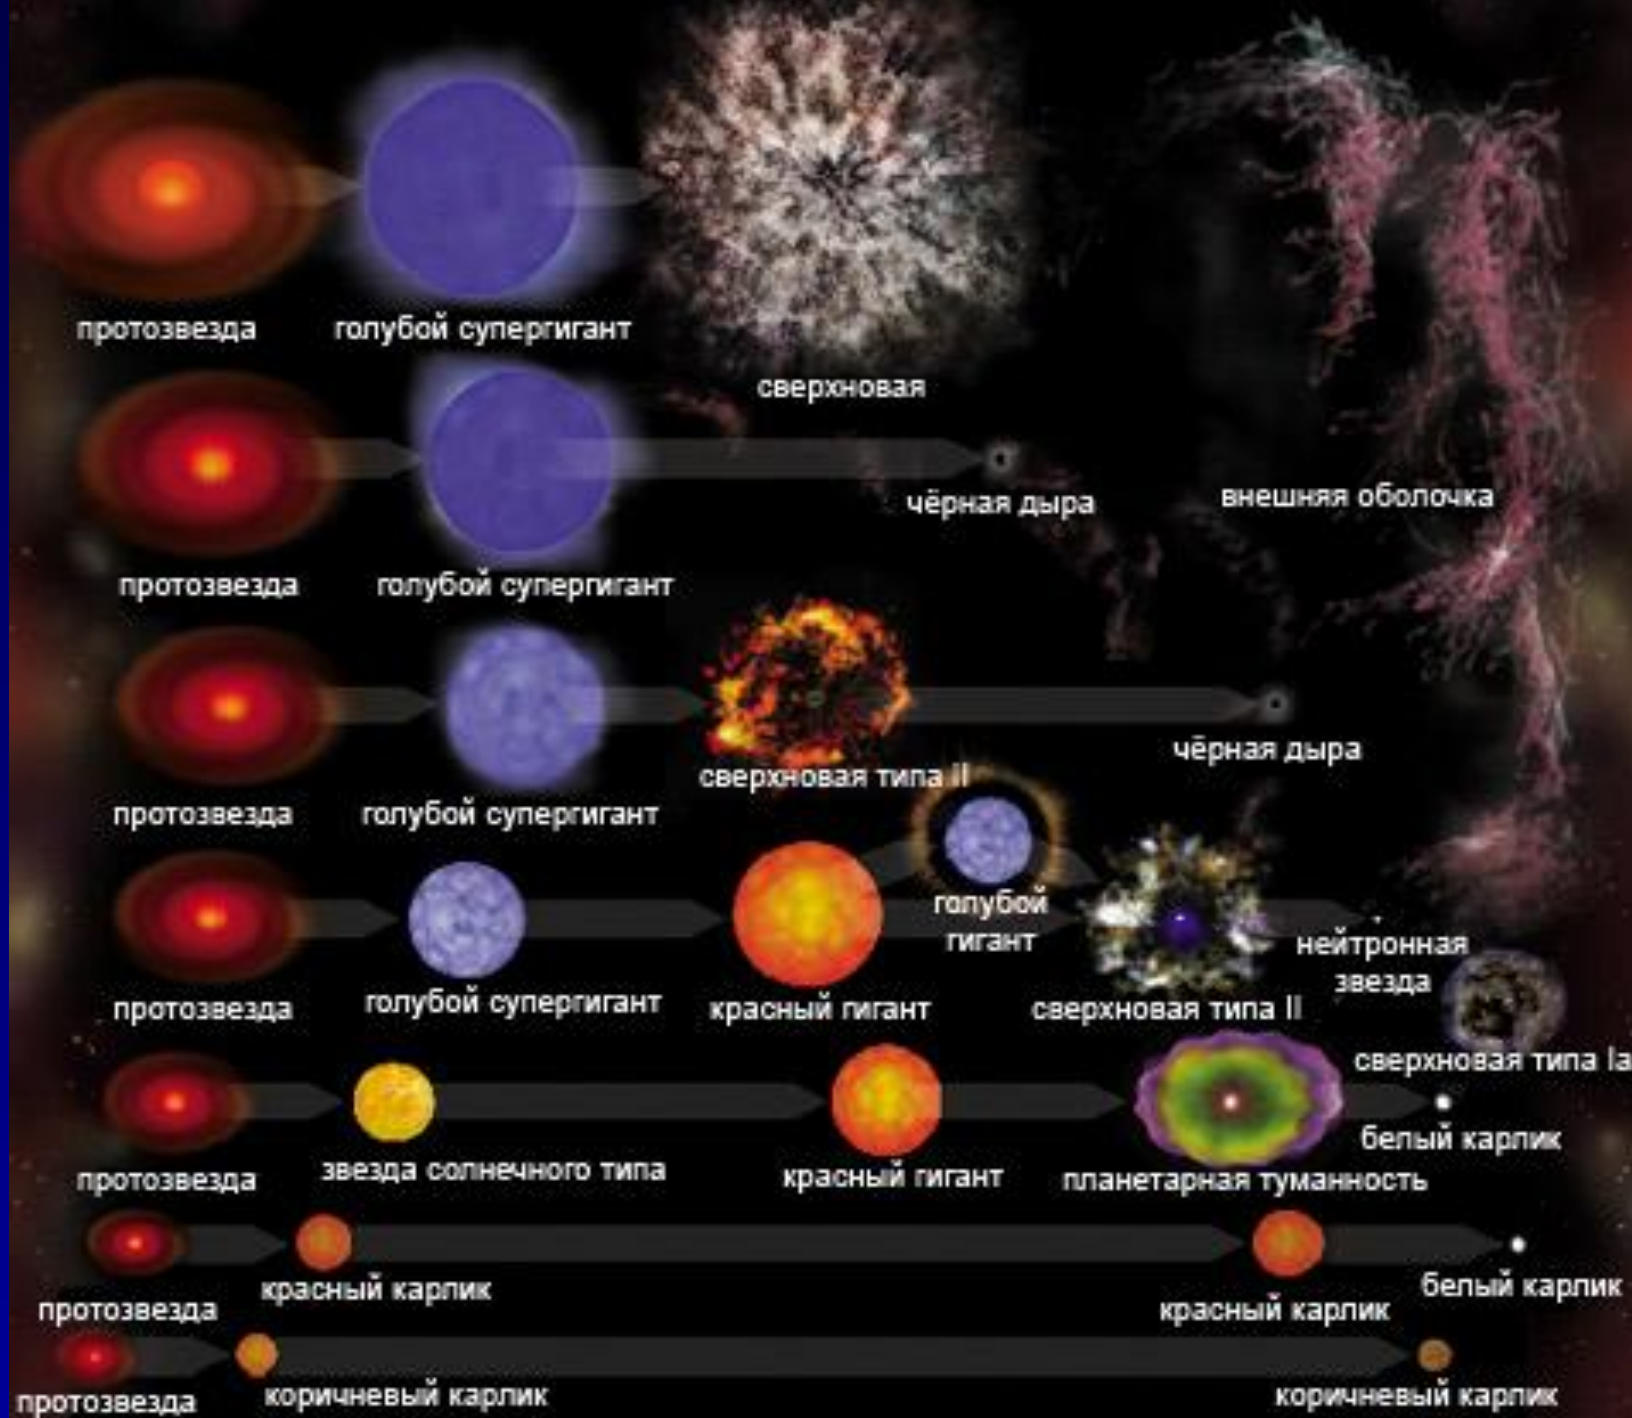 протозвезда
голубой супергигант
сверхновая
протозвезда
голубой супергигант
чёрная дыра
внешняя оболочка
протозвезда
голубой супергигант
сверхновая типа II
чёрная дыра
протозвезда
голубой супергигант
красный гигант
голубой
гигант
сверхновая типа II
нейтронная
звезда
сверхновая типа Ia
протозвезда
звезда солнечного типа
красный гигант
планетарная туманность
белый карлик
протозвезда
красный карлик
красный карлик
белый карлик
протозвезда
коричневый карлик
коричневый карлик